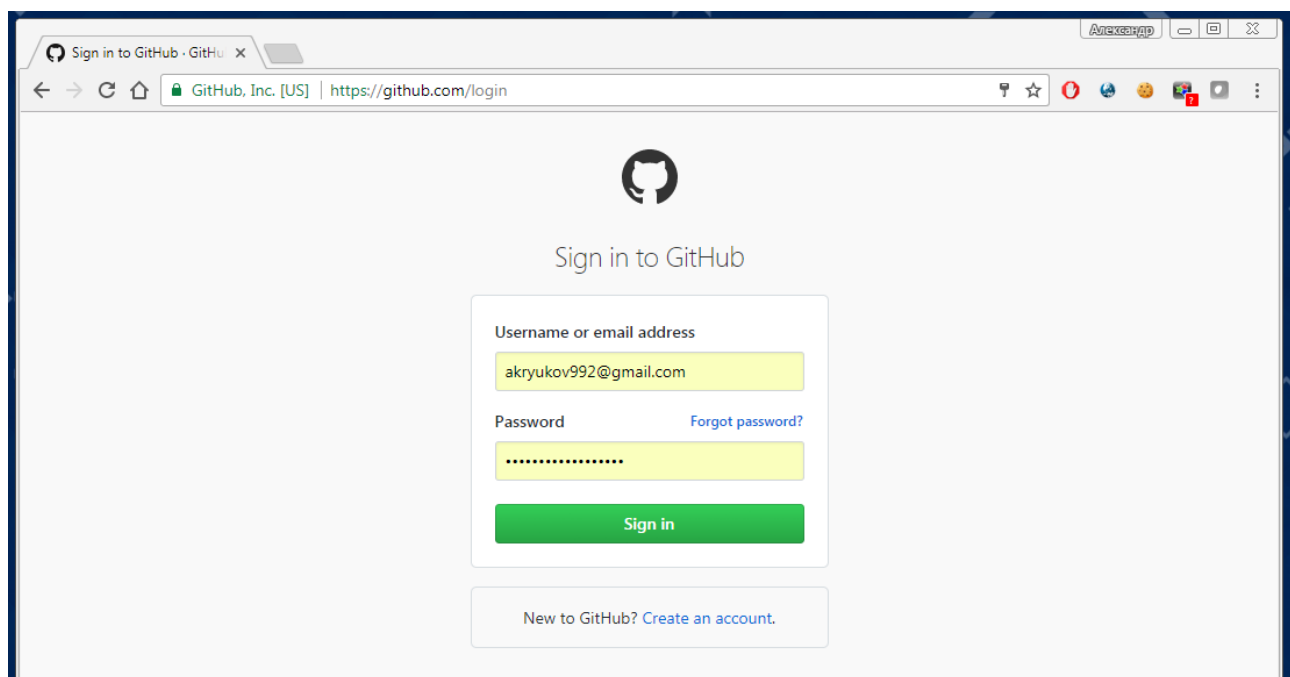 Александр
Sign in to GitHub · GitHu
GitHub, Inc. [US] | https://github.com/login
Sign in to GitHub
Username or email address
akryukov992@gmail.com
Password Forgot password?
••••••••••••••••••
Sign in
New to GitHub? Create an account.